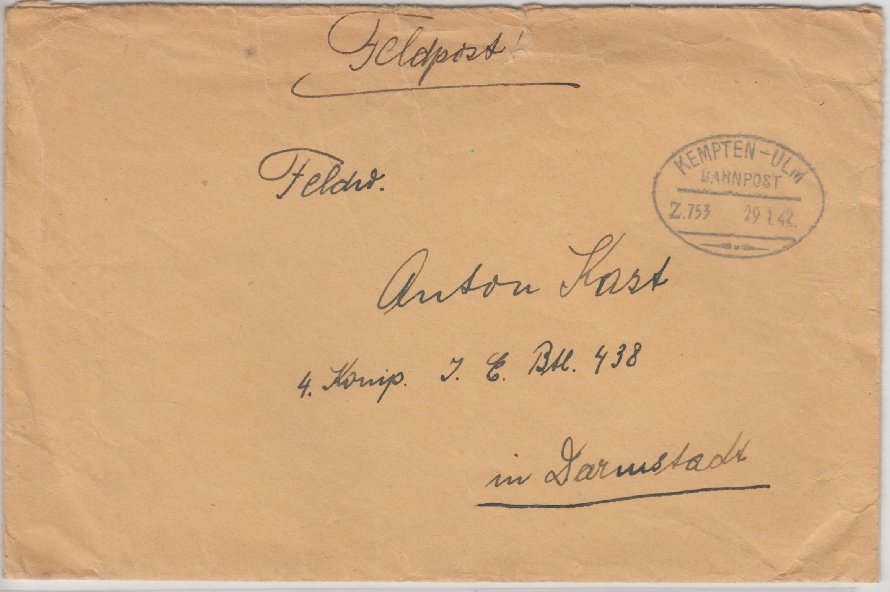 Feldpost!
KEMPTEN-ULM
BAHNPOST
Z.753 29 1.42.
Feldw.
Anton Kast
4. Komp. J. E. Btl. 438
in Darmstadt